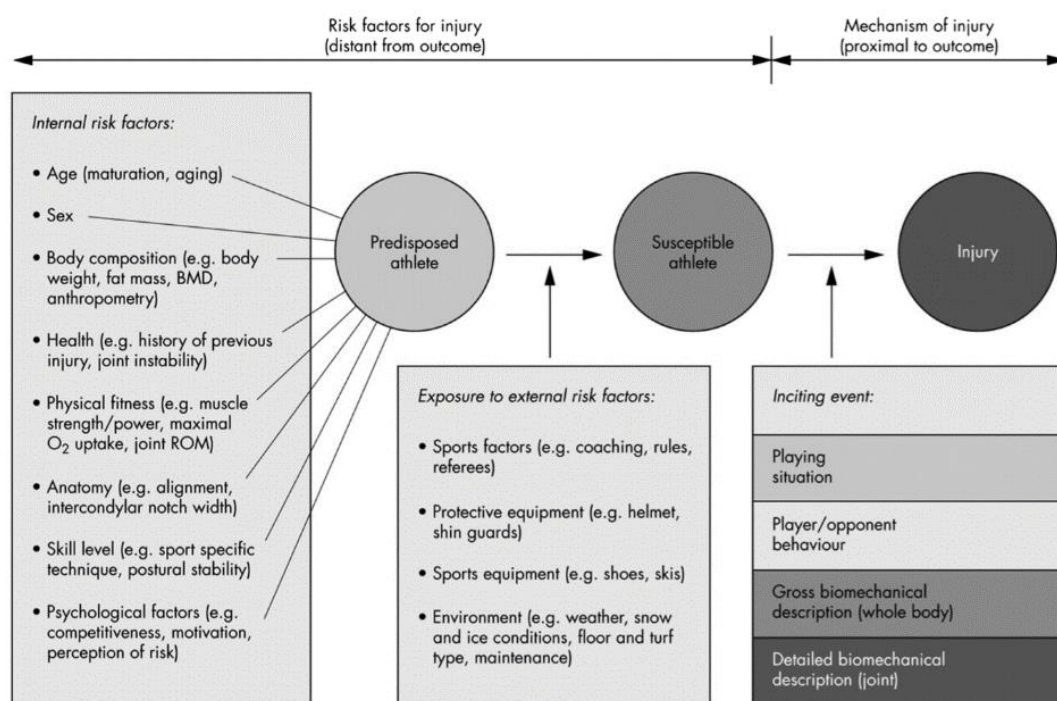 Risk factors for injury
(distant from outcome)
Mechanism of injury
(proximal to outcome)
Internal risk factors:
• Age (maturation, aging)
• Sex
• Body composition (e.g. body
weight, fat mass, BMD,
anthropometry)
• Health (e.g. history of previous
injury, joint instability)
• Physical fitness (e.g. muscle
strength/power, maximal
O₂ uptake, joint ROM)
• Anatomy (e.g. alignment,
intercondylar notch width)
• Skill level (e.g. sport specific
technique, postural stability)
• Psychological factors (e.g.
competitiveness, motivation,
perception of risk)
Predisposed
athlete
Susceptible
athlete
Injury
Exposure to external risk factors:
• Sports factors (e.g. coaching, rules,
referees)
• Protective equipment (e.g. helmet,
shin guards)
• Sports equipment (e.g. shoes, skis)
• Environment (e.g. weather, snow
and ice conditions, floor and turf
type, maintenance)
Inciting event:
Playing
situation
Player/opponent
behaviour
Gross biomechanical
description (whole body)
Detailed biomechanical
description (joint)